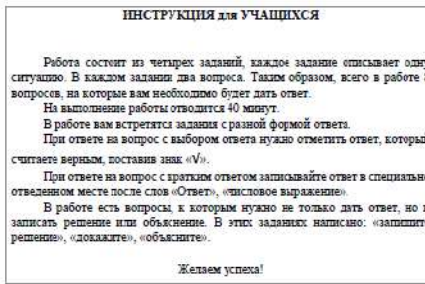 ИНСТРУКЦИЯ для УЧАЩИХСЯ
Работа состоит из четырех заданий, каждое задание описывает одну
ситуацию. В каждом задании два вопроса. Таким образом, всего в работе
вопросов, на которые вам необходимо будет дать ответ.
На выполнение работы отводится 40 минут.
В работе вам встретятся задания с разной формой ответа.
При ответе на вопрос с выбором ответа нужно отметить ответ, который
считаете верным, поставив знак «√».
При ответе на вопрос с кратким ответом записывайте ответ в специально
отведенном месте после слов «Ответ», «числовое выражение».
В работе есть вопросы, к которым нужно не только дать ответ, но и
записать решение или объяснение. В этих заданиях написано: «запишите
решение», «докажите», «объясните».
Желаем успеха!